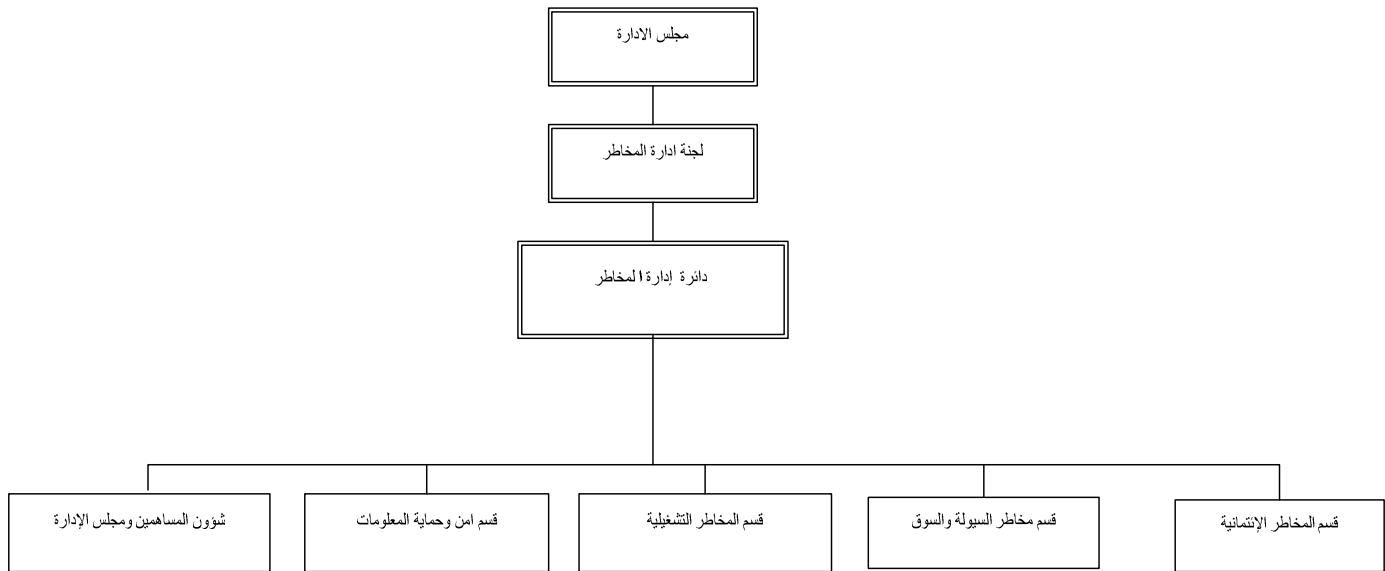 مجلس الادارة
لجنة ادارة المخاطر
دائرة إدارة المخاطر
قسم المخاطر الإئتمانية
قسم مخاطر السيولة والسوق
قسم المخاطر التشغيلية
قسم امن وحماية المعلومات
شؤون المساهمين ومجلس الإدارة